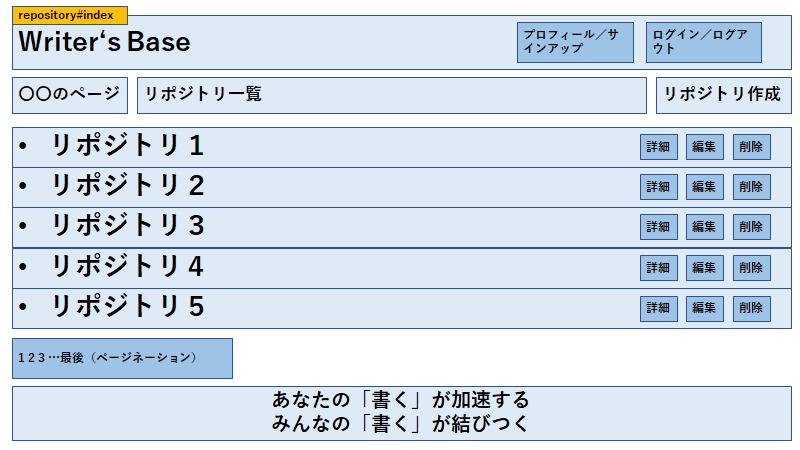 repository#index
Writer‘s Base
プロフィール／サ
インアップ
ログイン／ログア
ウト
〇〇のページ
リポジトリ一覧
リポジトリ作成
• リポジトリ１
詳細 編集 削除
• リポジトリ２
詳細 編集 削除
• リポジトリ３
詳細 編集 削除
• リポジトリ４
詳細 編集 削除
• リポジトリ５
詳細 編集 削除
1 2 3 …最後（ページネーション）
あなたの「書く」が加速する
みんなの「書く」が結びつく